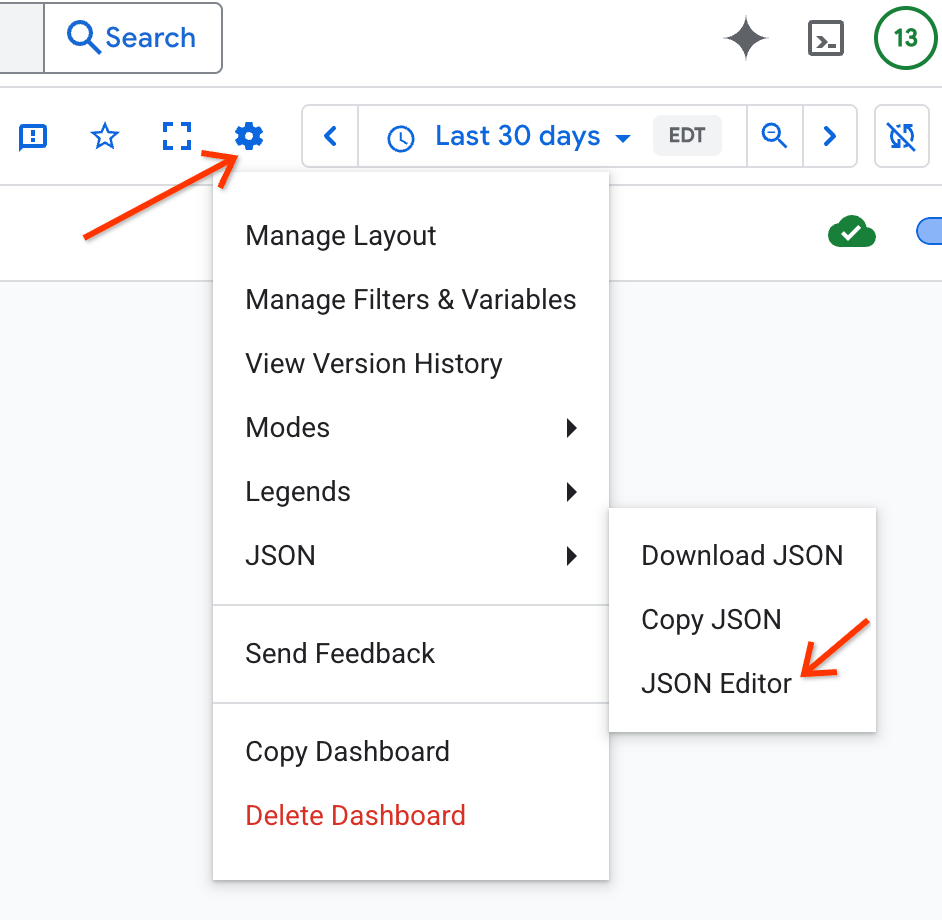 Search
13
Last 30 days
EDT
Manage Layout
Manage Filters & Variables
View Version History
Modes
Legends
JSON
Download JSON
Copy JSON
JSON Editor
Send Feedback
Copy Dashboard
Delete Dashboard